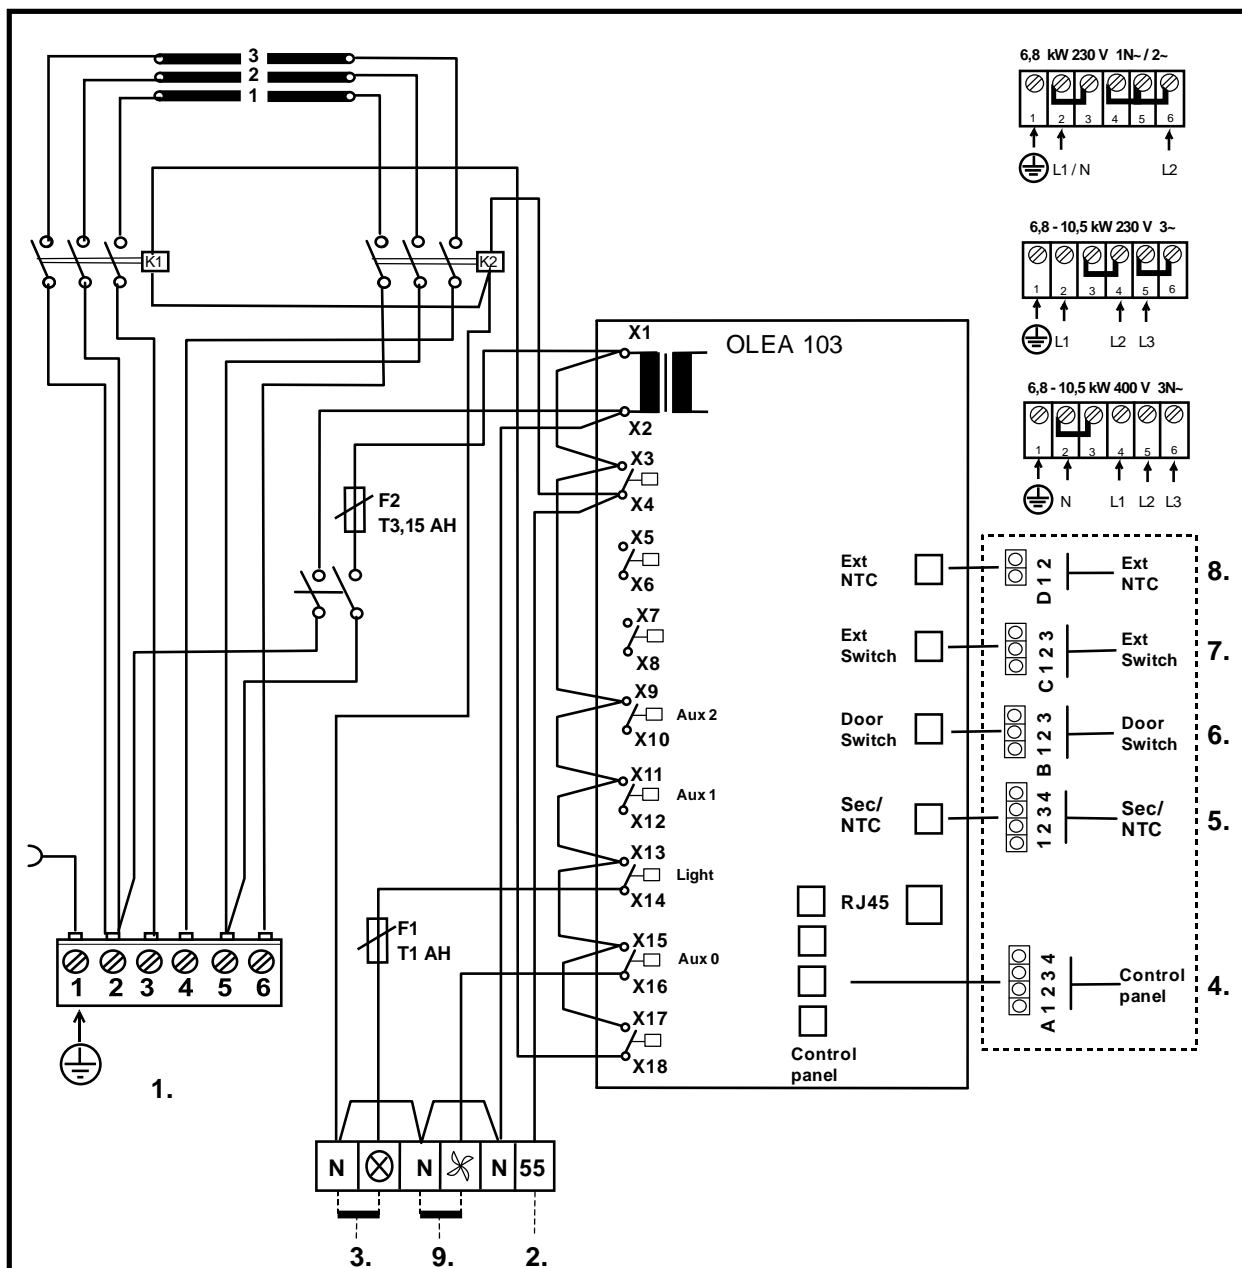 3
2
1
K1
K2
6,8 kW 230 V 1N~ / 2~
1 2 3 4 5 6
L1 / N L2
6,8 - 10,5 kW 230 V 3~
1 2 3 4 5 6
L1 L2 L3
6,8 - 10,5 kW 400 V 3N~
1 2 3 4 5 6
N L1 L2 L3
OLEA 103
X1
X2
X3
X4
X5
X6
X7
X8
X9
Aux 2
X10
X11
Aux 1
X12
X13
Light
X14
X15
Aux 0
X16
X17
X18
F2
T3,15 AH
F1
T1 AH
Ext
NTC
D 1 2
Ext
NTC
8.
Ext
Switch
C 1 2 3
Ext
Switch
7.
Door
Switch
B 1 2 3
Door
Switch
6.
Sec/
NTC
1 2 3 4
Sec/
NTC
5.
RJ45
Control
panel
A 1 2 3 4
Control
panel
4.
1 2 3 4 5 6
1.
N N N 55
3. 9. 2.